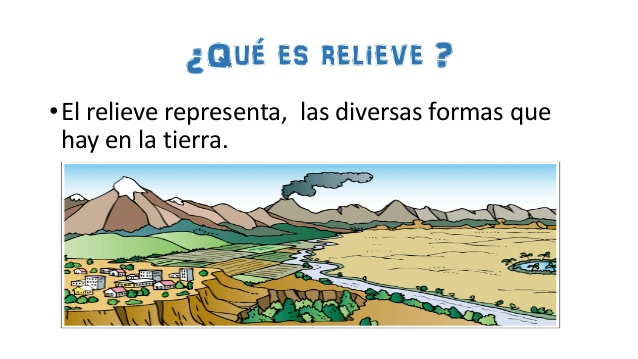 ¿Qué es relieve ?
•El relieve representa,  las diversas formas que
hay en la tierra.